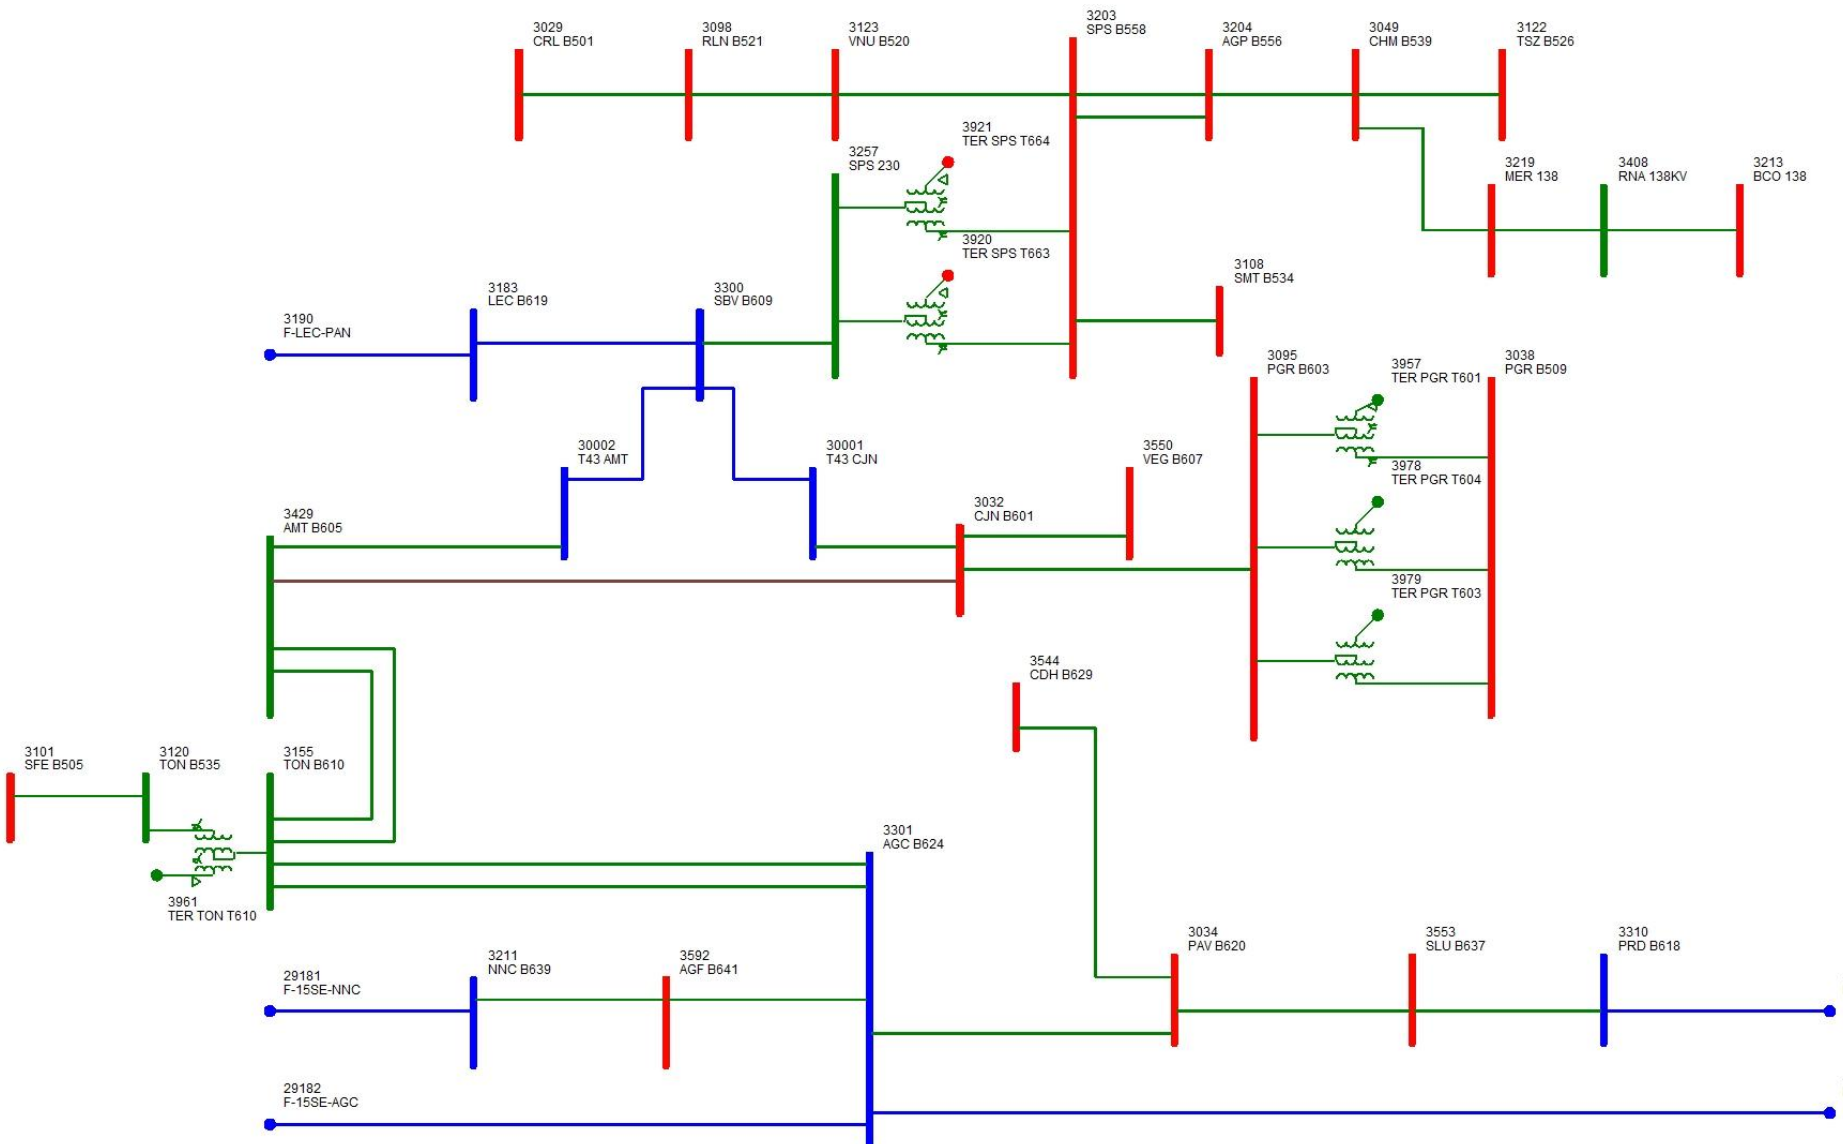 3029
CRL B501
3098
RLN B521
3123
VNU B520
3203
SPS B558
3204
AGP B556
3049
CHM B539
3122
TSZ B526
3921
TER SPS T664
3257
SPS 230
3219
MER 138
3408
RNA 138KV
3213
BCO 138
3920
TER SPS T663
3108
SMT B534
3183
LEC B619
3300
SBV B609
3190
F-LEC-PAN
3095
PGR B603
3957
TER PGR T601
3038
PGR B509
30002
T43 AMT
30001
T43 CJN
3550
VEG B607
3978
TER PGR T604
3429
AMT B605
3032
CJN B601
3979
TER PGR T603
3544
CDH B629
3101
SFE B505
3120
TON B535
3155
TON B610
3301
AGC B624
3961
TER TON T610
3034
PAV B620
3553
SLU B637
3310
PRD B618
3211
NNC B639
3592
AGF B641
29181
F-15SE-NNC
29182
F-15SE-AGC